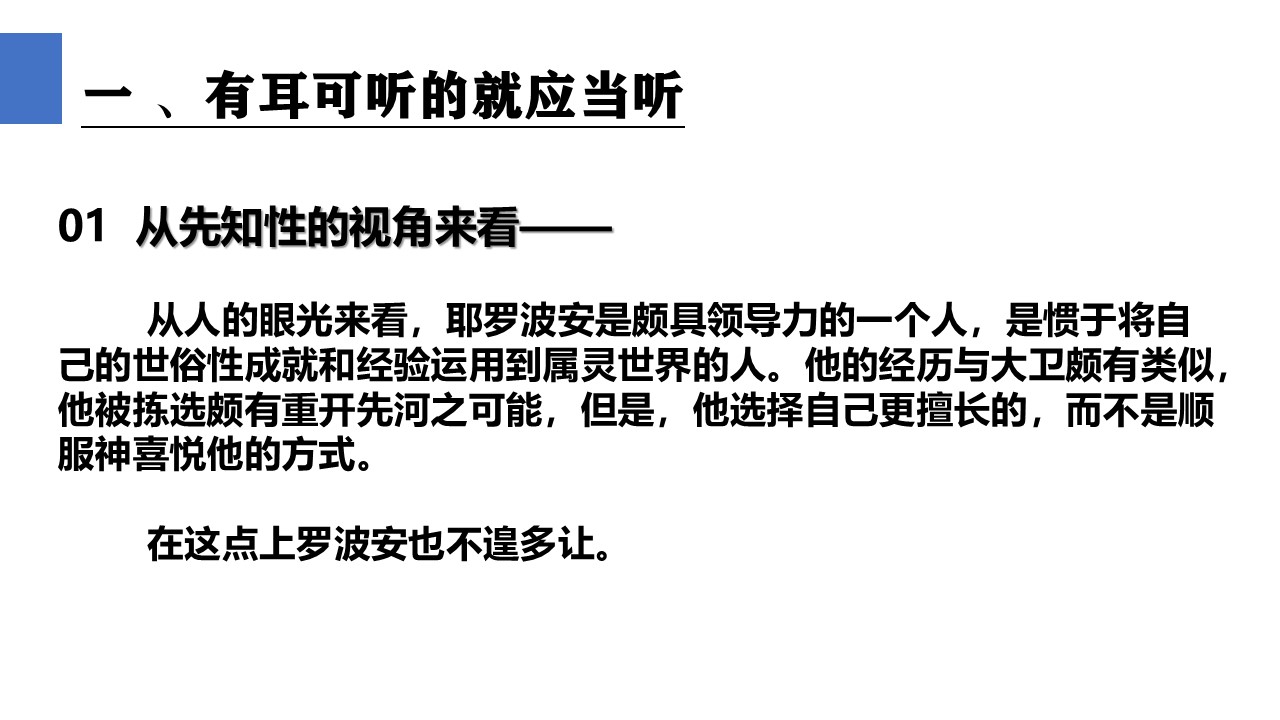 一 、有耳可听的就应当听
01 从先知性的视角来看——
从人的眼光来看，耶罗波安是颇具领导力的一个人，是惯于将自
己的世俗性成就和经验运用到属灵世界的人。他的经历与大卫颇有类似，
他被拣选颇有重开先河之可能，但是，他选择自己更擅长的，而不是顺
服神喜悦他的方式。
在这点上罗波安也不遑多让。